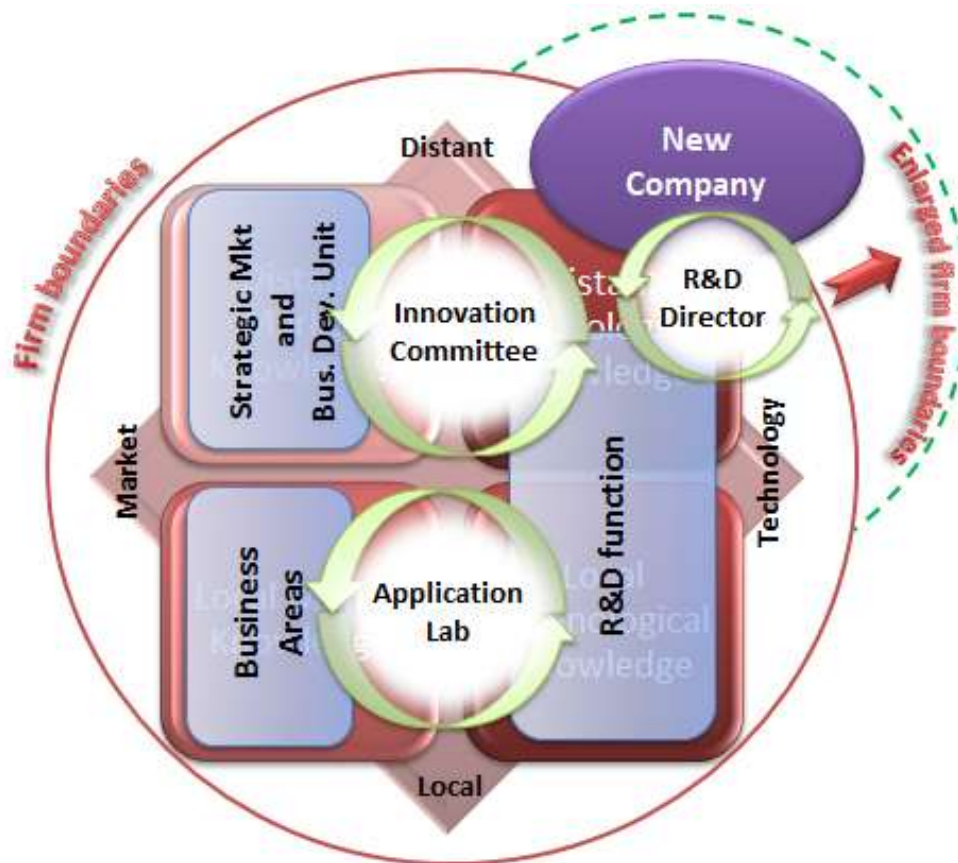 Distant
New
Company
Firm boundaries
Enlarged firm boundaries
Strategic Mkt
and
Bus. Dev. Unit
Innovation
Committee
R&D
Director
Market
Technology
Business
Areas
Application
Lab
R&D function
Local
Local